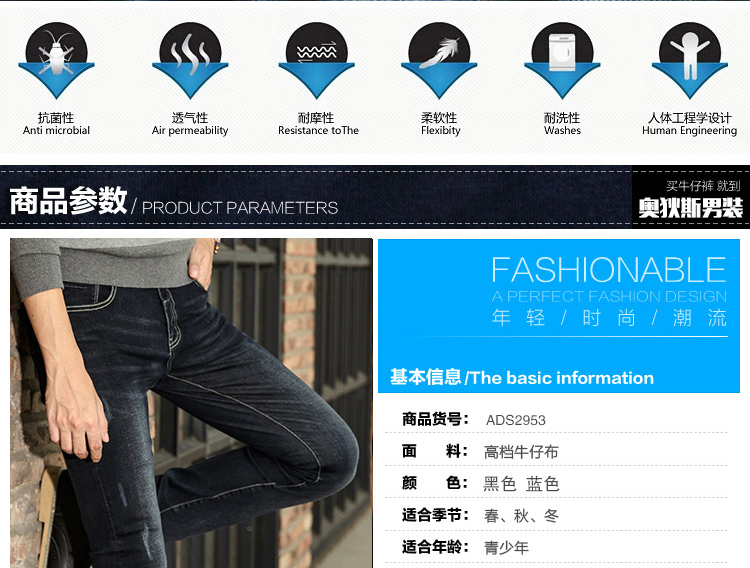 抗菌性
Anti microbial
透气性
Air permeability
耐摩性
Resistance toThe
柔软性
Flexibity
耐洗性
Washes
人体工程学设计
Human Engineering
商品参数/ PRODUCT PARAMETERS
买牛仔裤 就到
奥狄斯男装
FASHIONABLE
A PERFECT FASHION DESIGN
年轻/时尚/潮流
基本信息/The basic information
商品货号： ADS2953
面 料： 高档牛仔布
颜 色： 黑色 蓝色
适合季节： 春、秋、冬
适合年龄： 青少年